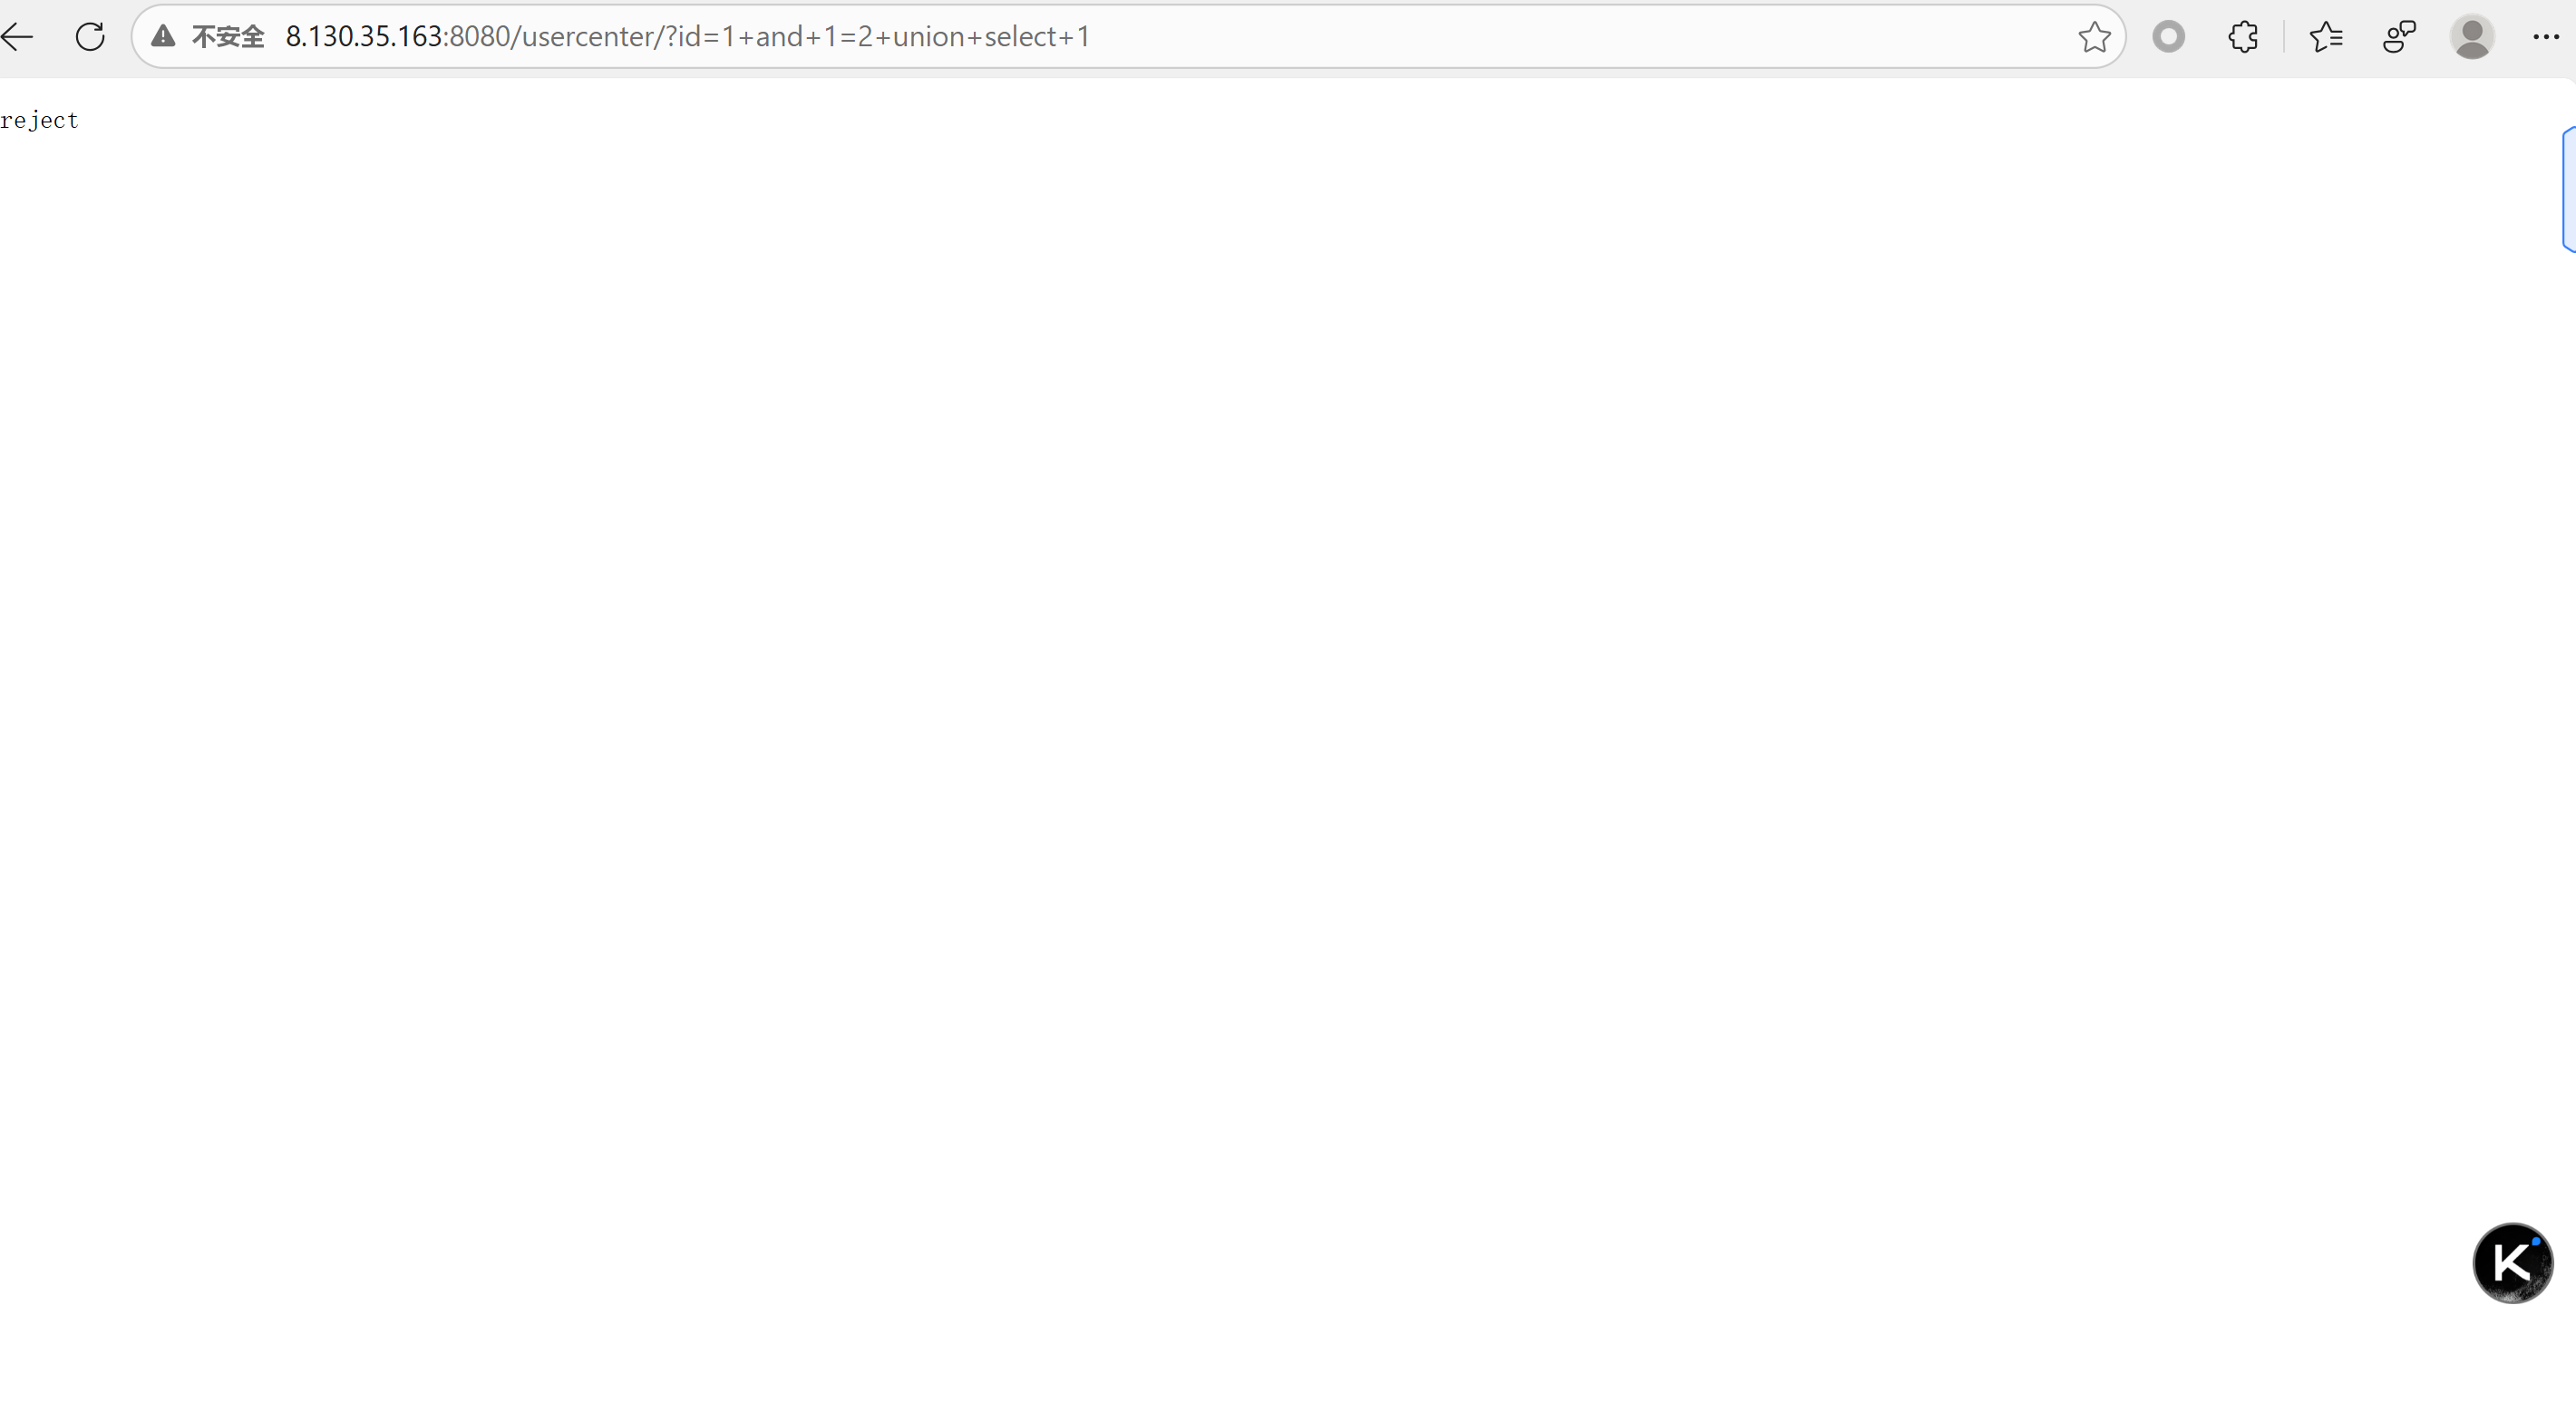 不安全 8.130.35.163:8080/usercenter/?id=1+and+1=2+union+select+1
reject
K